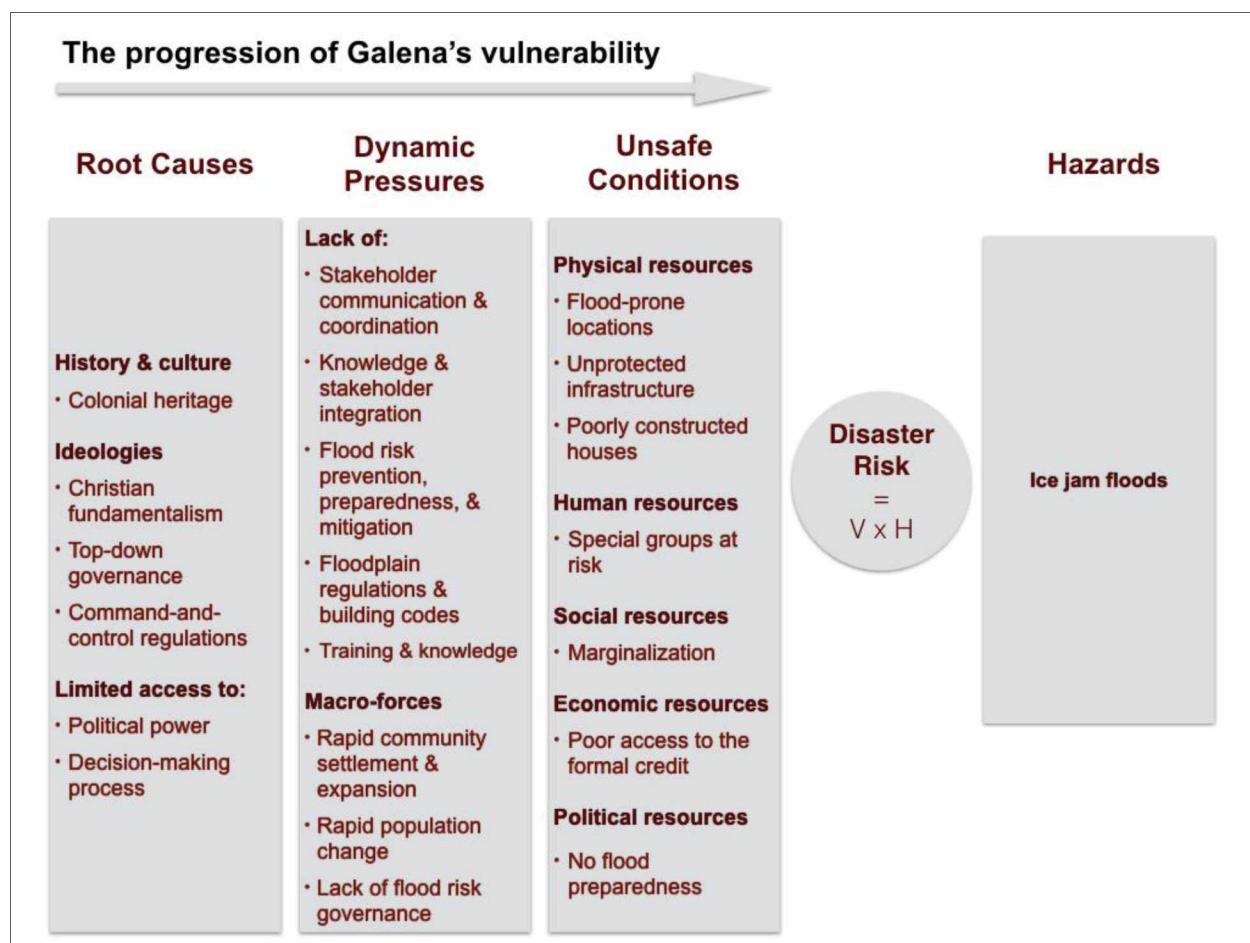 The progression of Galena's vulnerability
Root Causes
History & culture
• Colonial heritage
Ideologies
• Christian
fundamentalism
• Top-down
governance
• Command-and-
control regulations
Limited access to:
• Political power
• Decision-making
process
Dynamic
Pressures
Lack of:
• Stakeholder
communication &
coordination
• Knowledge &
stakeholder
integration
• Flood risk
prevention,
preparedness, &
mitigation
• Floodplain
regulations &
building codes
• Training & knowledge
Macro-forces
• Rapid community
settlement &
expansion
• Rapid population
change
• Lack of flood risk
governance
Unsafe
Conditions
Physical resources
• Flood-prone
locations
• Unprotected
infrastructure
• Poorly constructed
houses
Human resources
• Special groups at
risk
Social resources
• Marginalization
Economic resources
• Poor access to the
formal credit
Political resources
• No flood
preparedness
Disaster
Risk
=
V x H
Hazards
Ice jam floods